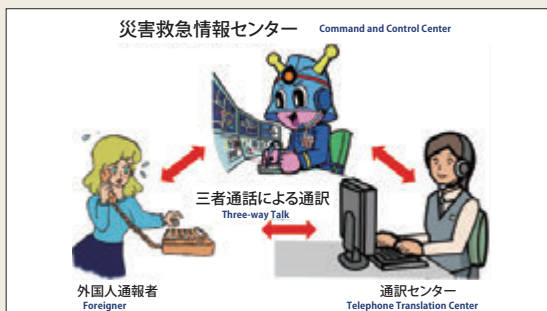 災害救急情報センター Command and Control Center
三者通話による通訳
Three-way Talk
外国人通報者
Foreigner
通訳センター
Telephone Translation Center